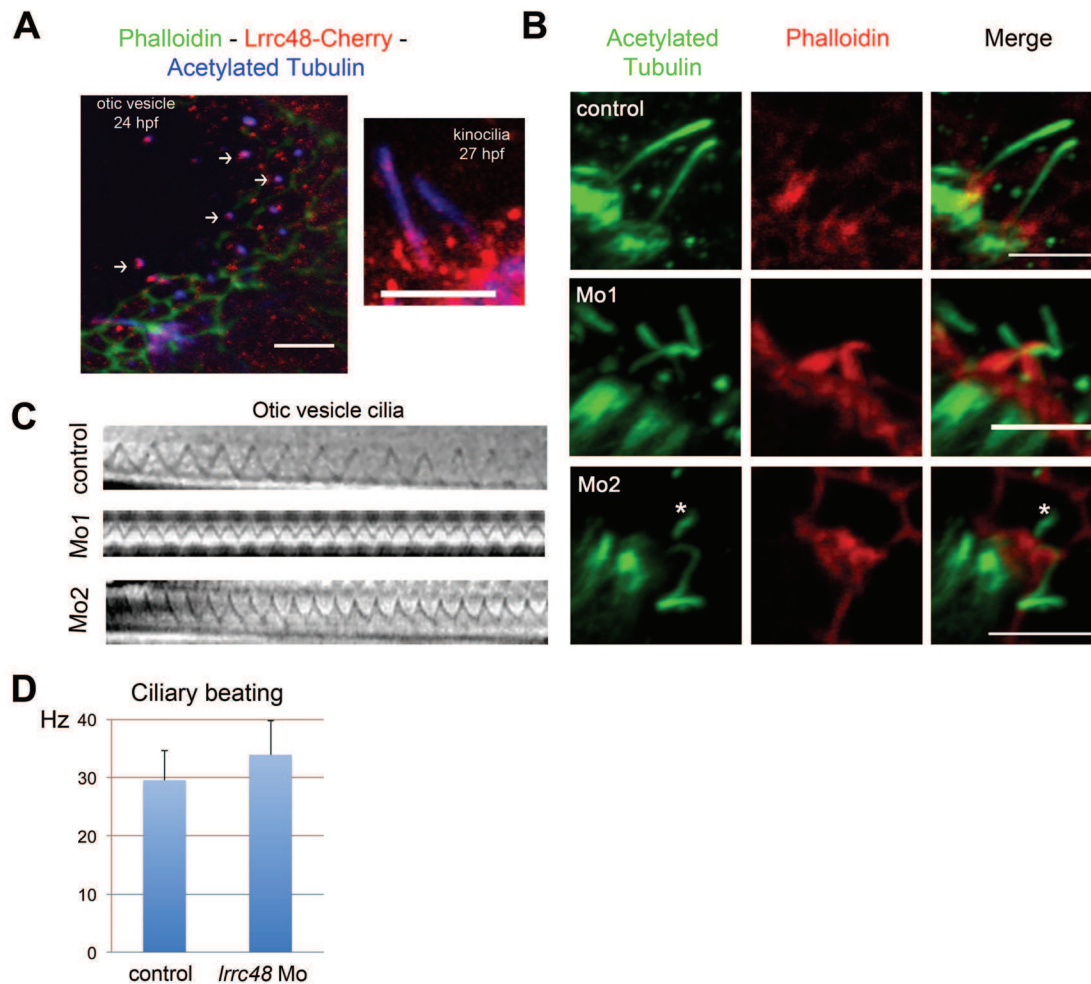 A
Phalloidin - Lrrc48-Cherry -
Acetylated Tubulin
otic vesicle
24 hpf
kinocilia
27 hpf
B
Acetylated
Tubulin
Phalloidin
Merge
control
Mo1
Mo2
*
*
C
Otic vesicle cilia
control
Mo1
Mo2
D
Ciliary beating
Hz
40
30
20
10
0
control
lrrc48 Mo